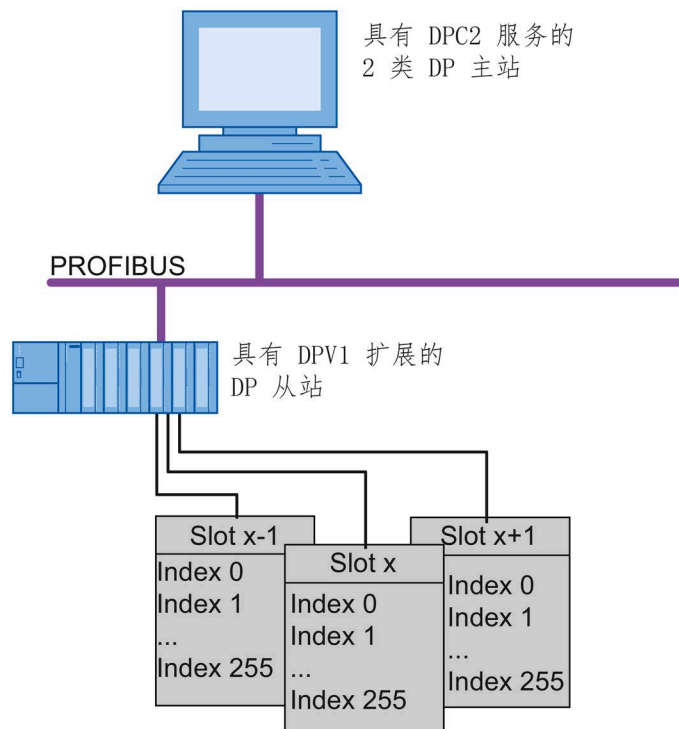 具有 DPC2 服务的
2 类 DP 主站
PROFIBUS
具有 DPV1 扩展的
DP 从站
Slot x-1
Index 0
Index 1
...
Index 255
Slot x
Index 0
Index 1
...
Index 255
Slot x+1
Index 0
Index 1
...
Index 255